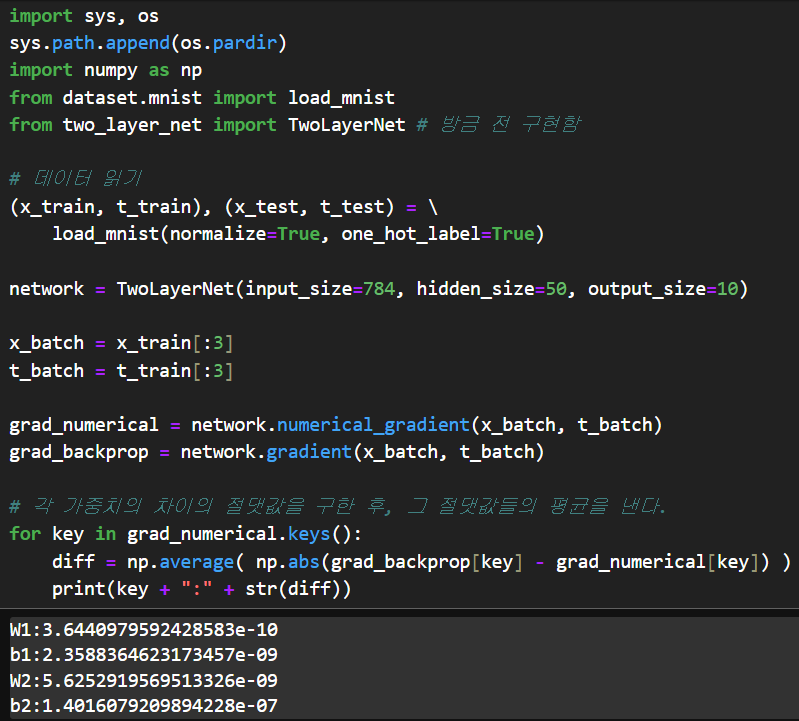 import sys, os
sys.path.append(os.pardir)
import numpy as np
from dataset.mnist import load_mnist
from two_layer_net import TwoLayerNet # 방금 전 구현함
# 데이터 읽기
(x_train, t_train), (x_test, t_test) = \
    load_mnist(normalize=True, one_hot_label=True)
network = TwoLayerNet(input_size=784, hidden_size=50, output_size=10)
x_batch = x_train[:3]
t_batch = t_train[:3]
grad_numerical = network.numerical_gradient(x_batch, t_batch)
grad_backprop = network.gradient(x_batch, t_batch)
# 각 가중치의 차이의 절댓값을 구한 후, 그 절댓값들의 평균을 낸다.
for key in grad_numerical.keys():
    diff = np.average( np.abs(grad_backprop[key] - grad_numerical[key]) )
    print(key + ":" + str(diff))
W1:3.6440979592428583e-10
b1:2.3588364623173457e-09
W2:5.6252919569513326e-09
b2:1.4016079209894228e-07